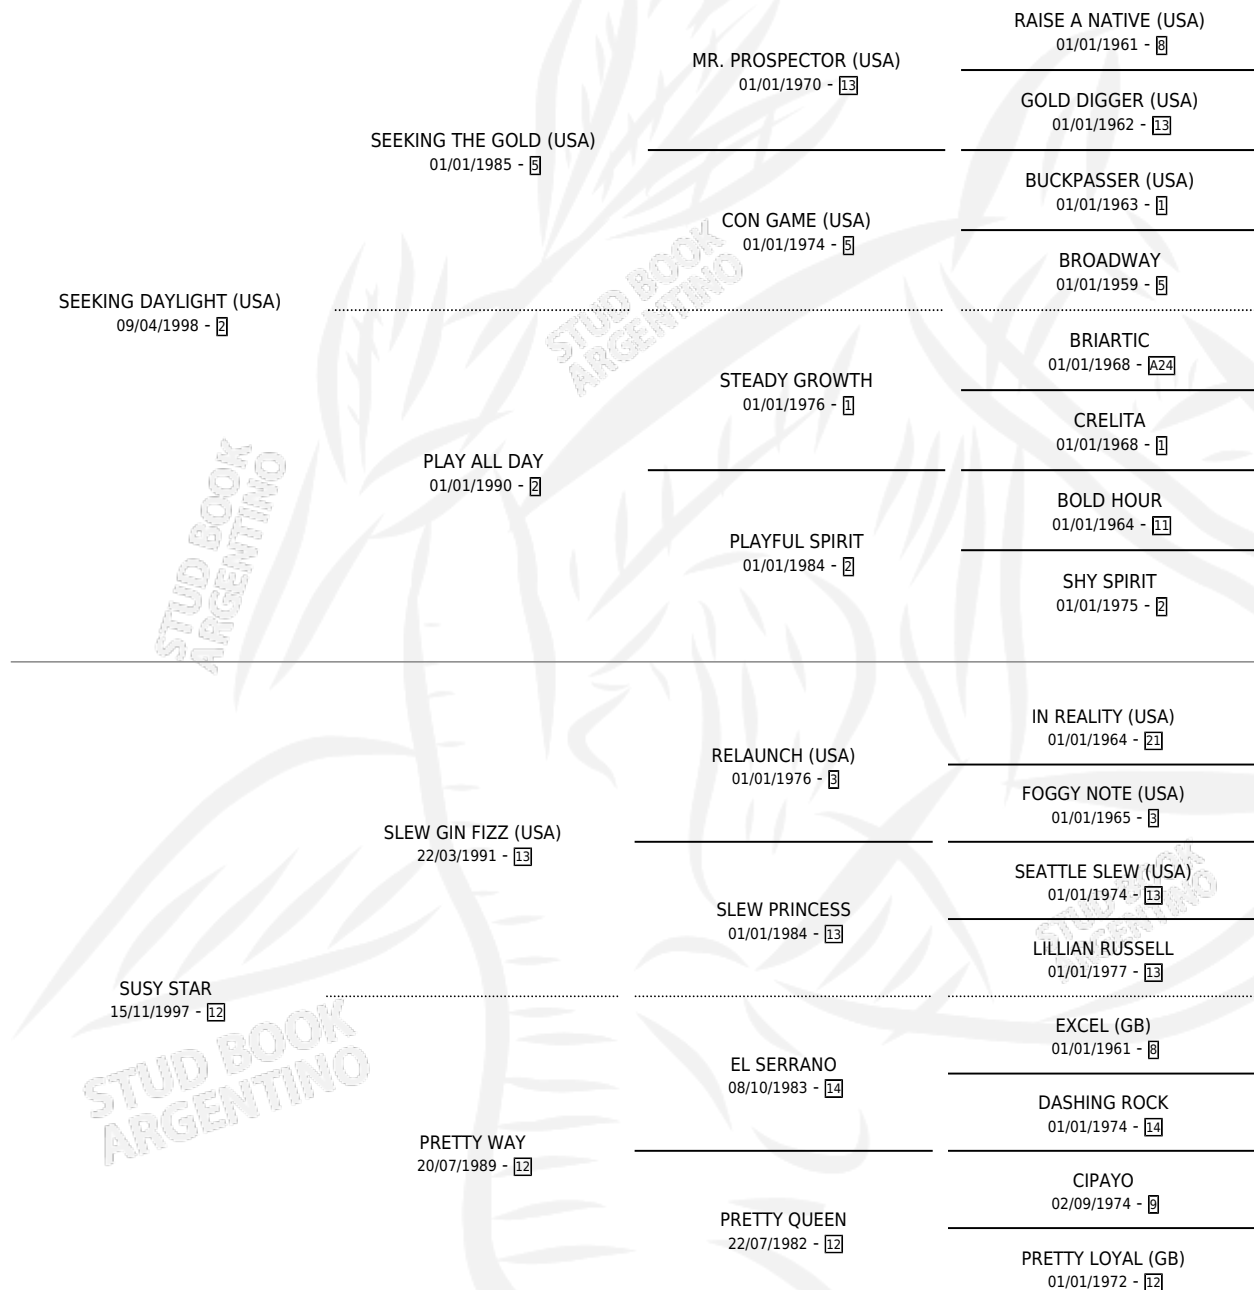 RAISE A NATIVE (USA)
01/01/1961 - 8
MR. PROSPECTOR (USA)
01/01/1970 - 13
GOLD DIGGER (USA)
01/01/1962 - 13
SEEKING THE GOLD (USA)
01/01/1985 - 5
BUCKPASSER (USA)
01/01/1963 - 1
CON GAME (USA)
01/01/1974 - 5
BROADWAY
01/01/1959 - 5
SEEKING DAYLIGHT (USA)
09/04/1998 - 2
BRIARTIC
01/01/1968 - A24
STEADY GROWTH
01/01/1976 - 1
CRELITA
01/01/1968 - 1
PLAY ALL DAY
01/01/1990 - 2
BOLD HOUR
01/01/1964 - 11
PLAYFUL SPIRIT
01/01/1984 - 2
SHY SPIRIT
01/01/1975 - 2
IN REALITY (USA)
01/01/1964 - 21
RELAUNCH (USA)
01/01/1976 - 3
FOGGY NOTE (USA)
01/01/1965 - 3
SLEW GIN FIZZ (USA)
22/03/1991 - 13
SEATTLE SLEW (USA)
01/01/1974 - 13
SLEW PRINCESS
01/01/1984 - 13
LILLIAN RUSSELL
01/01/1977 - 13
SUSY STAR
15/11/1997 - 12
EXCEL (GB)
01/01/1961 - 8
EL SERRANO
08/10/1983 - 14
DASHING ROCK
01/01/1974 - 14
PRETTY WAY
20/07/1989 - 12
CIPAYO
02/09/1974 - 9
PRETTY QUEEN
22/07/1982 - 12
PRETTY LOYAL (GB)
01/01/1972 - 12
STUD BOOK
ARGENTINO
STUD BOOK
ARGENTINO
STUD BOOK
ARGENTINO
STUD BOOK
ARGENTINO